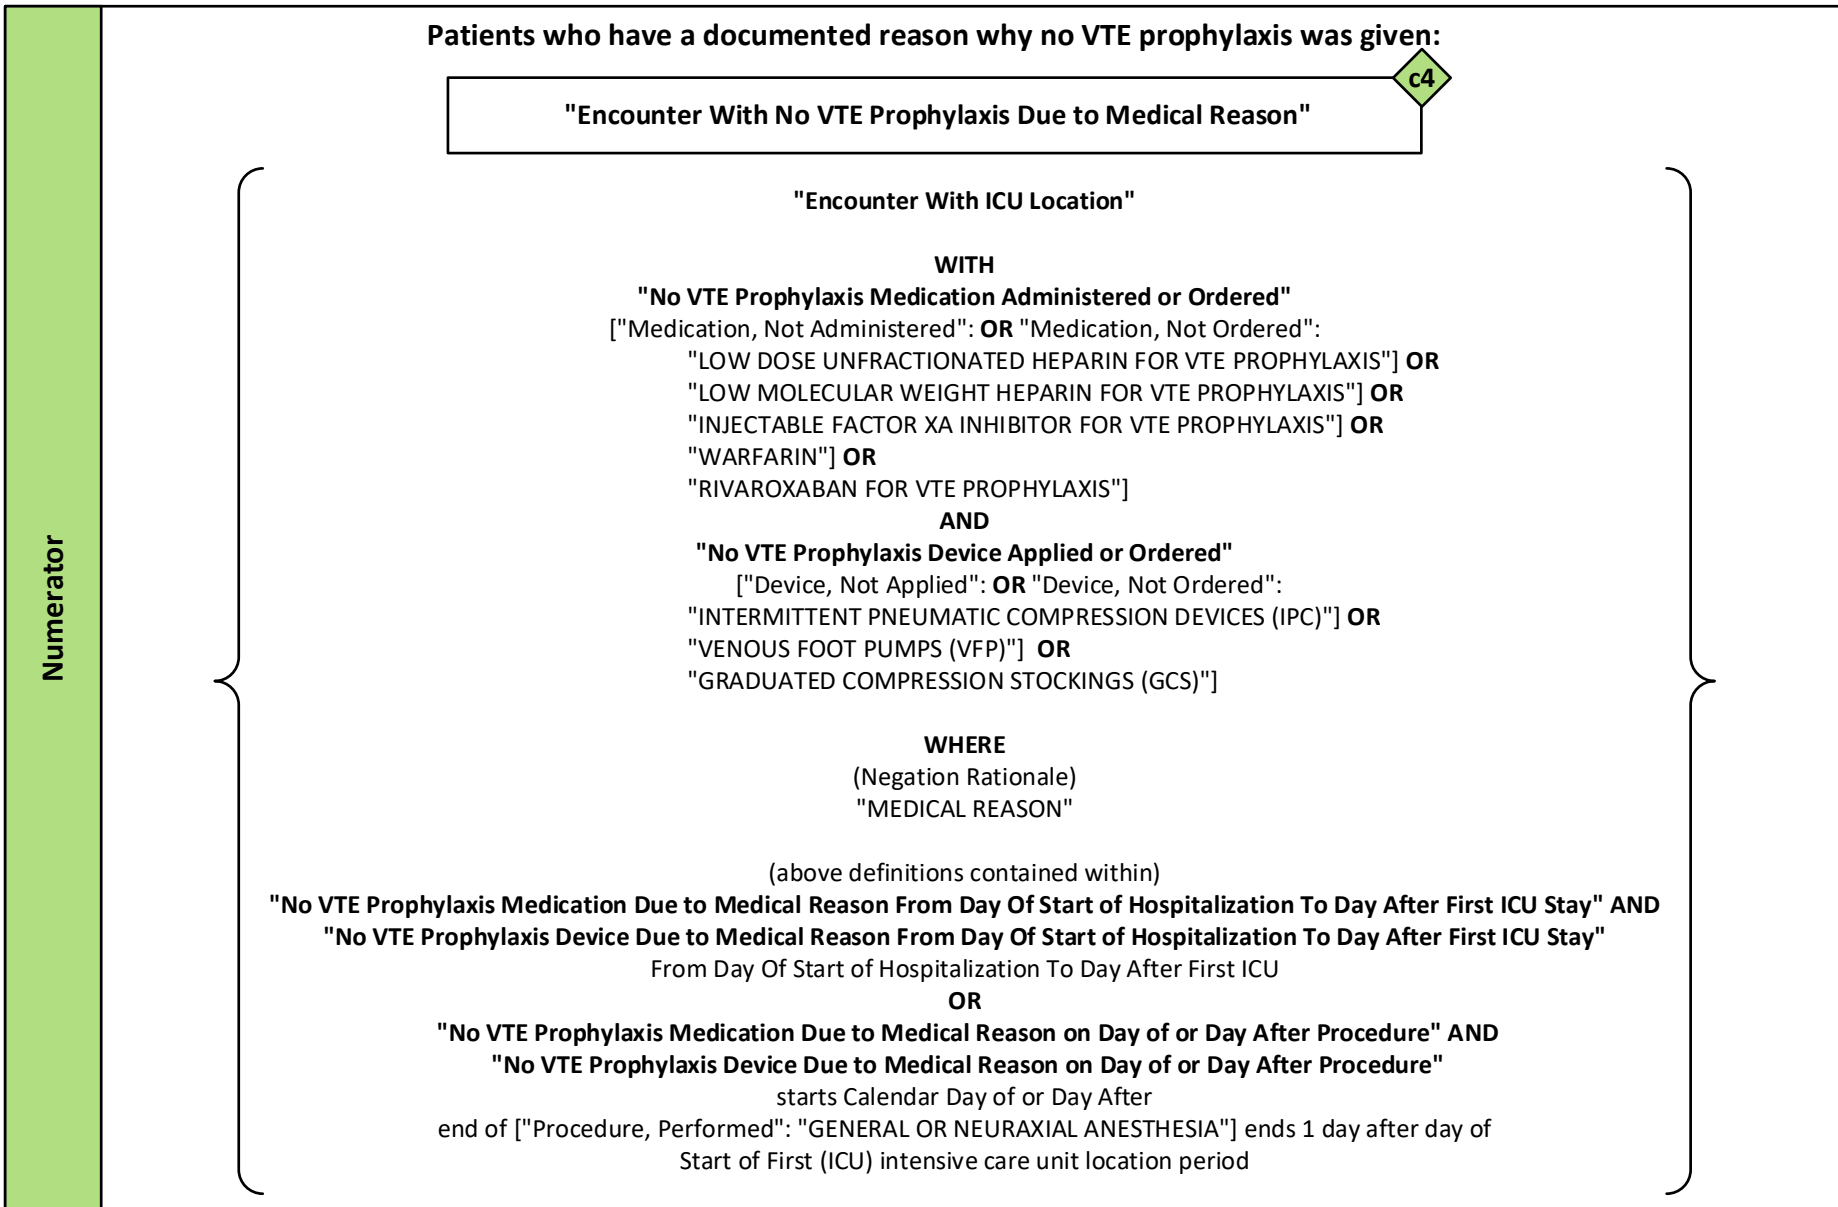 Numerator
Patients who have a documented reason why no VTE prophylaxis was given:
c4
"Encounter With No VTE Prophylaxis Due to Medical Reason"
"Encounter With ICU Location"
WITH
"No VTE Prophylaxis Medication Administered or Ordered"
["Medication, Not Administered": OR "Medication, Not Ordered":
"LOW DOSE UNFRACTIONATED HEPARIN FOR VTE PROPHYLAXIS"] OR
"LOW MOLECULAR WEIGHT HEPARIN FOR VTE PROPHYLAXIS"] OR
"INJECTABLE FACTOR XA INHIBITOR FOR VTE PROPHYLAXIS"] OR
"WARFARIN"] OR
"RIVAROXABAN FOR VTE PROPHYLAXIS"]
AND
"No VTE Prophylaxis Device Applied or Ordered"
["Device, Not Applied": OR "Device, Not Ordered":
"INTERMITTENT PNEUMATIC COMPRESSION DEVICES (IPC)"] OR
"VENOUS FOOT PUMPS (VFP)"] OR
"GRADUATED COMPRESSION STOCKINGS (GCS)"]
WHERE
(Negation Rationale)
"MEDICAL REASON"
(above definitions contained within)
"No VTE Prophylaxis Medication Due to Medical Reason From Day Of Start of Hospitalization To Day After First ICU Stay" AND
"No VTE Prophylaxis Device Due to Medical Reason From Day Of Start of Hospitalization To Day After First ICU Stay"
From Day Of Start of Hospitalization To Day After First ICU
OR
"No VTE Prophylaxis Medication Due to Medical Reason on Day of or Day After Procedure" AND
"No VTE Prophylaxis Device Due to Medical Reason on Day of or Day After Procedure"
starts Calendar Day of or Day After
end of ["Procedure, Performed": "GENERAL OR NEURAXIAL ANESTHESIA"] ends 1 day after day of
Start of First (ICU) intensive care unit location period